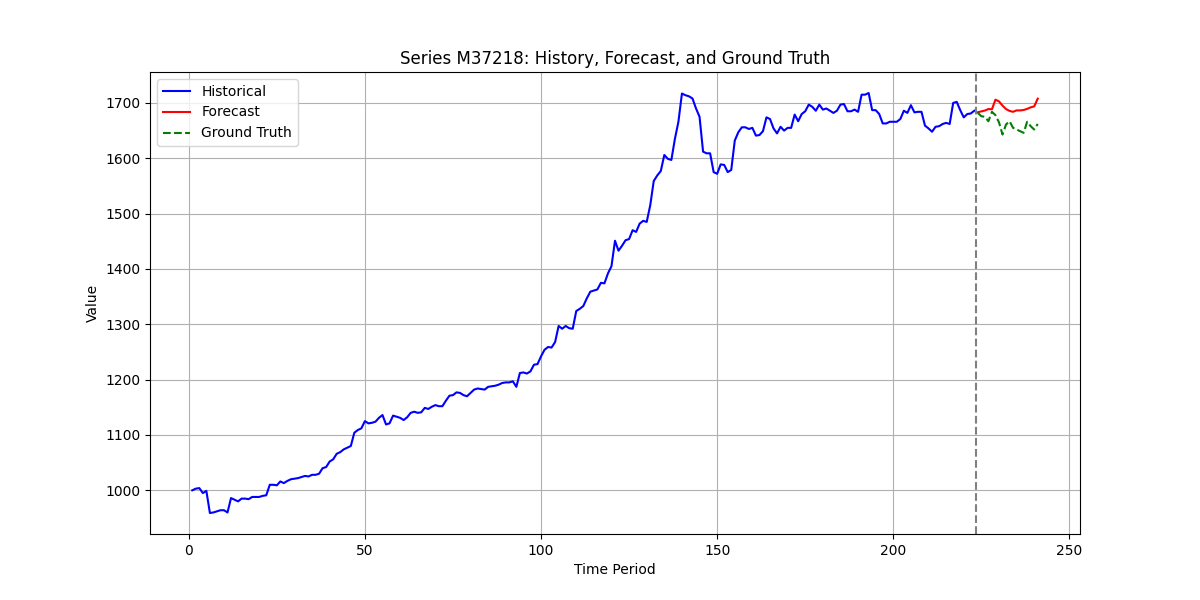 Series M37218: History, Forecast, and Ground Truth
Historical
Forecast
Ground Truth
1700
1600
1500
1400
1300
1200
1100
1000
Value
0 50 100 150 200 250
Time Period